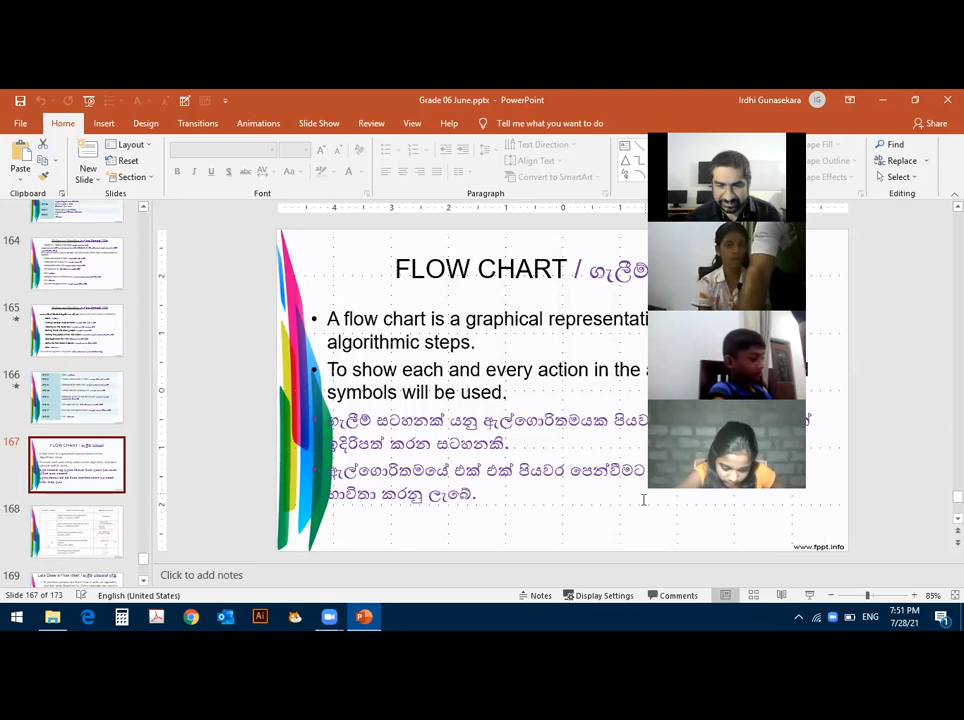 Grade 06 June.pptx - PowerPoint
Irdhi Gunasekara
IG
File Home Insert Design Transitions Animations Slide Show Review View Help Tell me what you want to do
Share
Paste
New
Slide
Layout
Reset
Section
Text Direction
Align Text
Convert to SmartArt
Find
Replace
Select
Clipboard
Slides
Font
Paragraph
Editing
164
165
166
167
168
169
FLOW CHART / ගැලීම්
A flow chart is a graphical
algorithmic steps.
To show each and every action in the
symbols will be used.
ගැලීම් සටහනක් යනු ඇල්ගොරිතමයක
ඉදිරිපත් කරන සටහනකි.
ඇල්ගොරිතමයේ එක් එක් පියවර පෙන්වීමට
භාවිතා කරනු ලැබේ.
www.fppt.info
Click to add notes
Slide 167 of 173
English (United States)
Notes
Display Settings
Comments
85%
ENG
7:51 PM
7/28/21